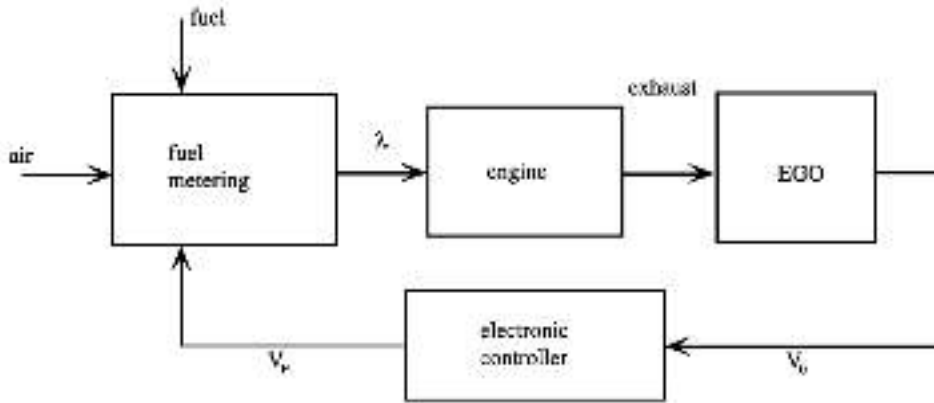 fuel
exhaust
air
fuel
metering
λ
engine
EGO
electronic
controller